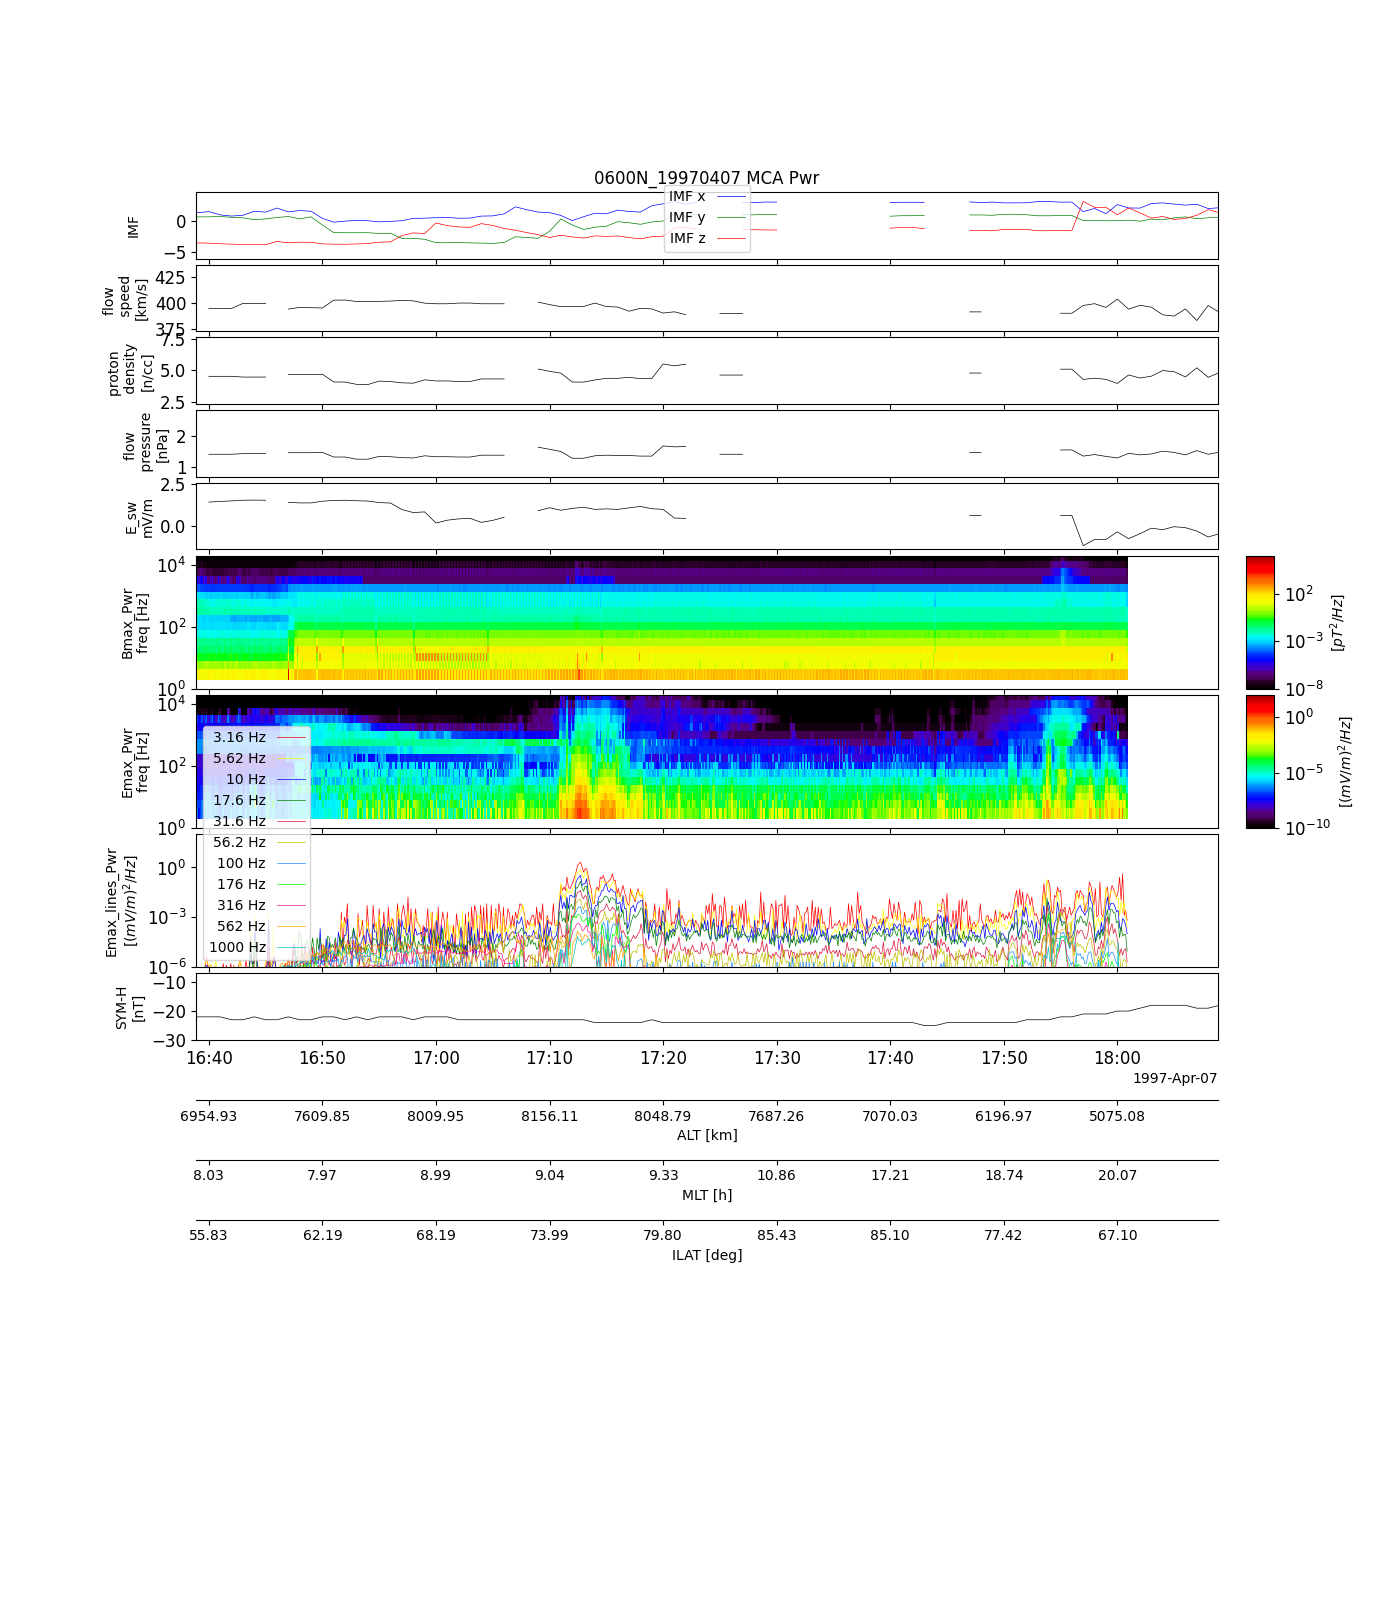 0600N_19970407 MCA Pwr
IMF
0
−5
IMF x
IMF y
IMF z
flow
speed
[km/s]
425
400
375
proton
density
[n/cc]
7.5
5.0
2.5
flow
pressure
[nPa]
2
1
E_sw
mV/m
2.5
0.0
Bmax_Pwr
freq [Hz]
10^4
10^2
10^0
10^2
10^−3
10^−8
[pT^2/Hz]
Emax_Pwr
freq [Hz]
10^4
10^2
10^0
10^0
10^−5
10^−10
[(mV/m)^2/Hz]
3.16 Hz
5.62 Hz
10 Hz
17.6 Hz
31.6 Hz
56.2 Hz
100 Hz
176 Hz
316 Hz
562 Hz
1000 Hz
Emax_lines_Pwr
[(mV/m)^2/Hz]
10^0
10^−3
10^−6
SYM-H
[nT]
−10
−20
−30
16:40 16:50 17:00 17:10 17:20 17:30 17:40 17:50 18:00
1997-Apr-07
6954.93 7609.85 8009.95 8156.11 8048.79 7687.26 7070.03 6196.97 5075.08
ALT [km]
8.03 7.97 8.99 9.04 9.33 10.86 17.21 18.74 20.07
MLT [h]
55.83 62.19 68.19 73.99 79.80 85.43 85.10 77.42 67.10
ILAT [deg]